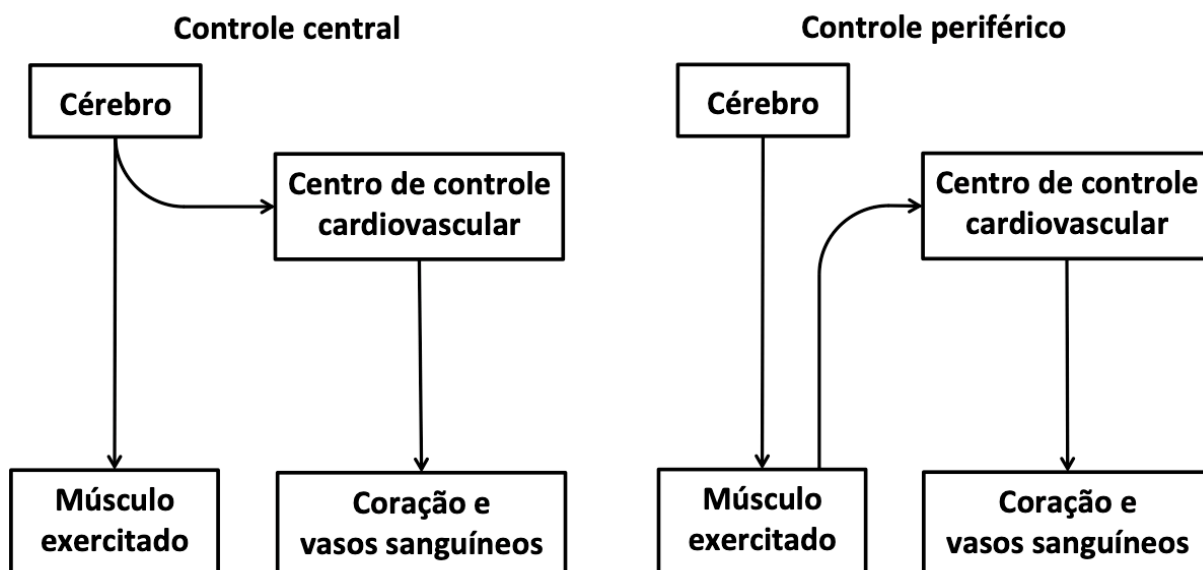 Controle central
Cérebro
Centro de controle
cardiovascular
Músculo
exercitado
Coração e
vasos sanguíneos
Controle periférico
Cérebro
Centro de controle
cardiovascular
Músculo
exercitado
Coração e
vasos sanguíneos